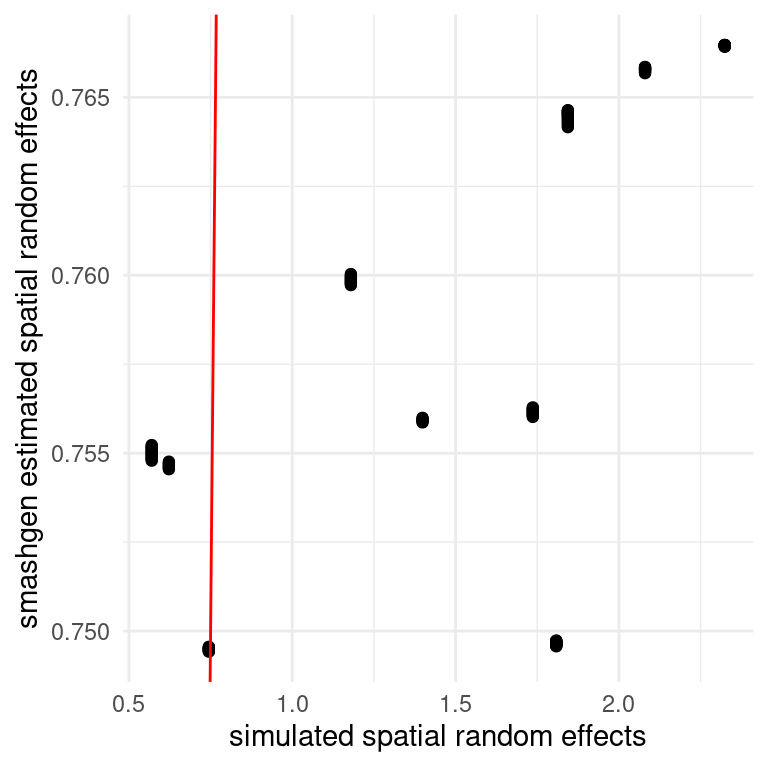 smashgen estimated spatial random effects
0.765
0.760
0.755
0.750
0.5 1.0 1.5 2.0
simulated spatial random effects